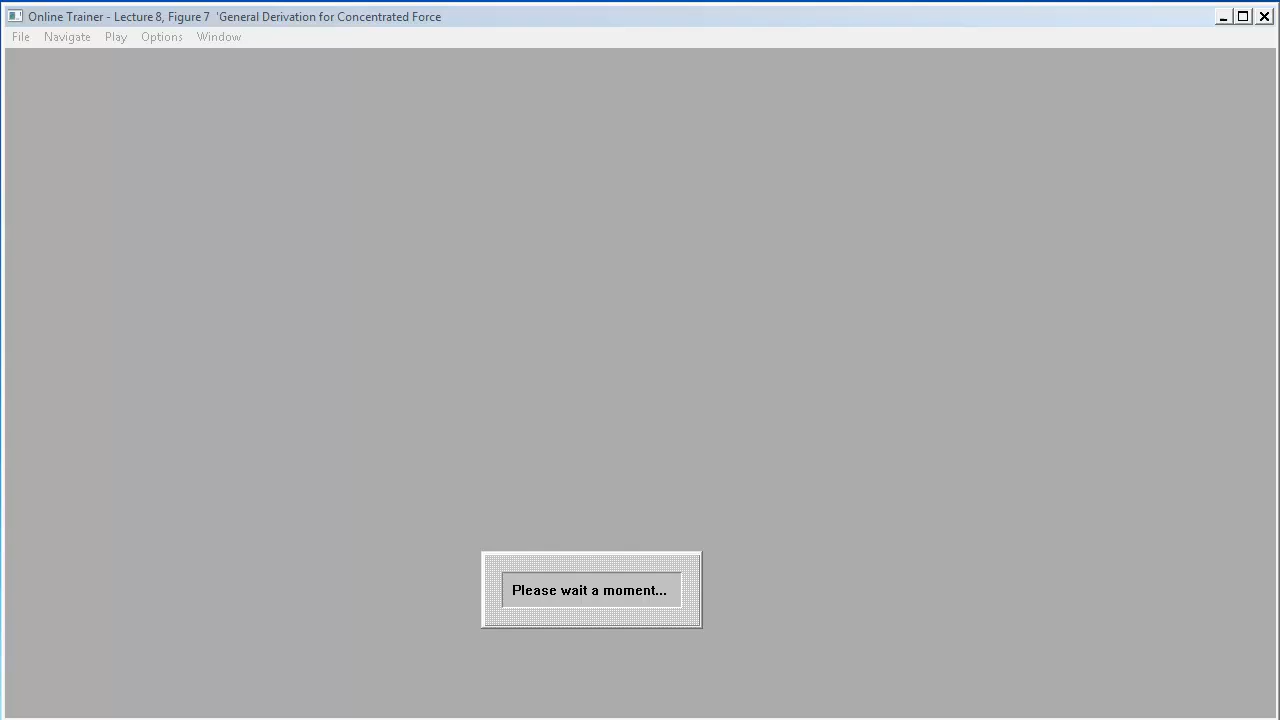 Online Trainer - Lecture 8, Figure 7 'General Derivation for Concentrated Force
File Navigate Play Options Window
Please wait a moment...